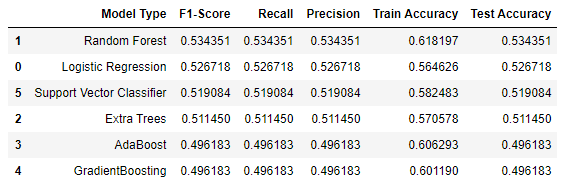 Model Type F1-Score Recall Precision Train Accuracy Test Accuracy
1 Random Forest 0.534351 0.534351 0.534351 0.618197 0.534351
0 Logistic Regression 0.526718 0.526718 0.526718 0.564626 0.526718
5 Support Vector Classifier 0.519084 0.519084 0.519084 0.582483 0.519084
2 Extra Trees 0.511450 0.511450 0.511450 0.570578 0.511450
3 AdaBoost 0.496183 0.496183 0.496183 0.606293 0.496183
4 GradientBoosting 0.496183 0.496183 0.496183 0.601190 0.496183